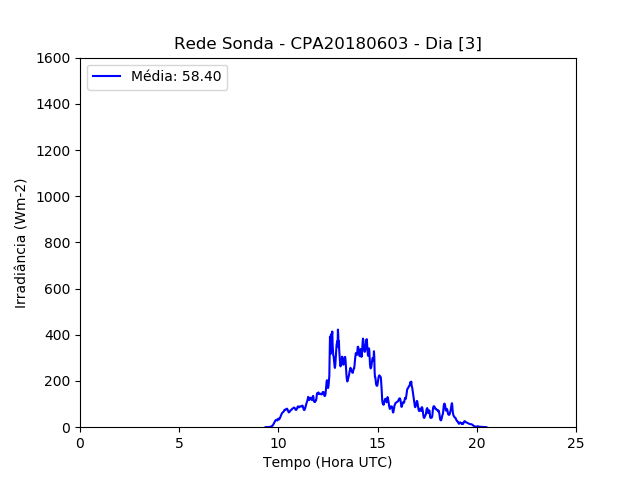 Rede Sonda - CPA20180603 - Dia [3]
Média: 58.40
1600
1400
1200
1000
800
600
400
200
0
Irradiância (Wm-2)
0 5 10 15 20 25
Tempo (Hora UTC)